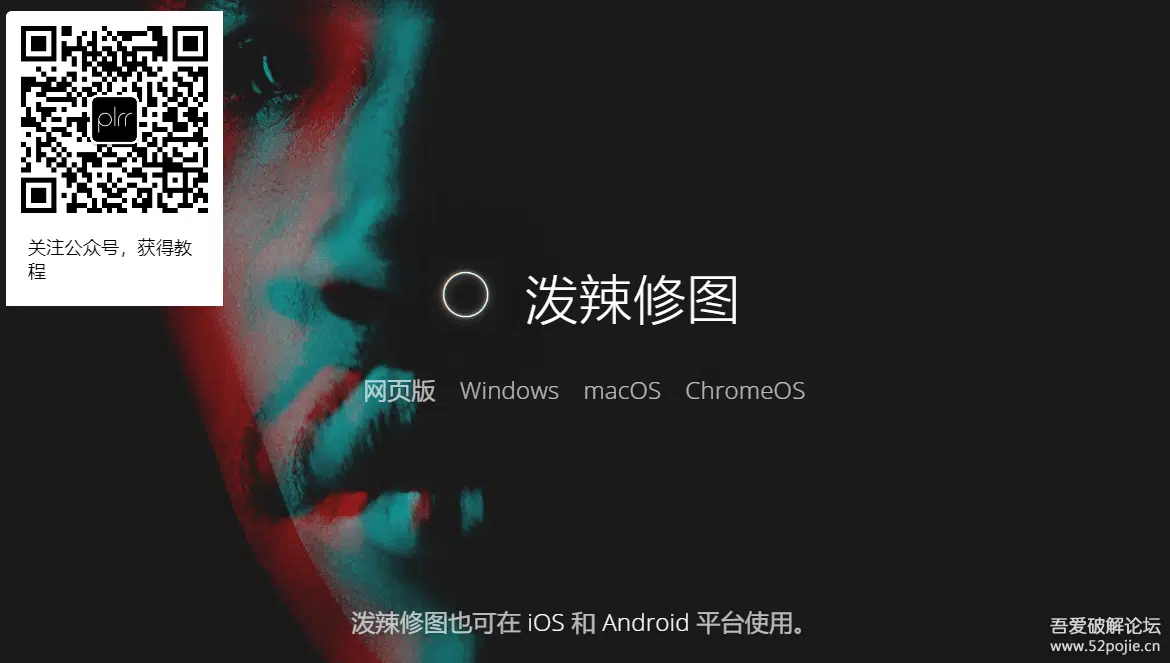 plrr
关注公众号，获得教
程
泼辣修图
网页版 Windows macOS ChromeOS
泼辣修图也可在 iOS 和 Android 平台使用。
吾爱破解论坛
www.52pojie.cn